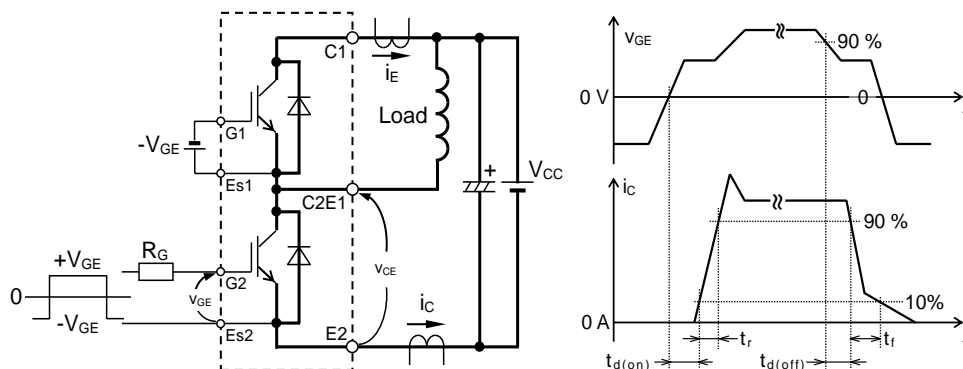 C1
iE
G1
-VGE
Es1
Load
+
VCC
C2E1
RG
+VGE
0
-VGE
vGE
G2
Es2
vCE
iC
E2
vGE
90 %
0 V
0
t
iC
90 %
10%
0 A
tr
td(on)
td(off)
tf
t